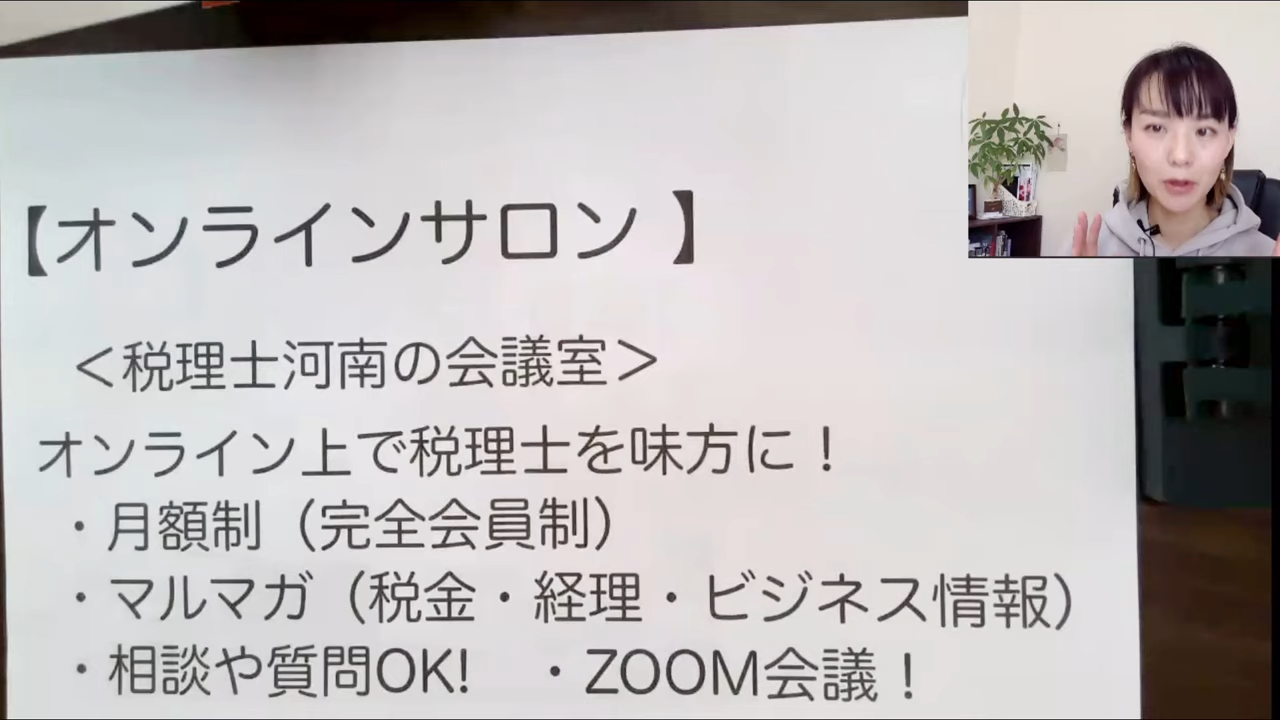 【オンラインサロン 】
＜税理士河南の会議室＞
オンライン上で税理士を味方に！
・月額制（完全会員制）
・マルマガ（税金・経理・ビジネス情報）
・相談や質問OK!　・ZOOM会議！